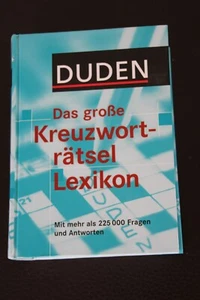 DUDEN
Das große
Kreuzwort-
rätsel
Lexikon
Mit mehr als 225 000 Fragen
und Antworten